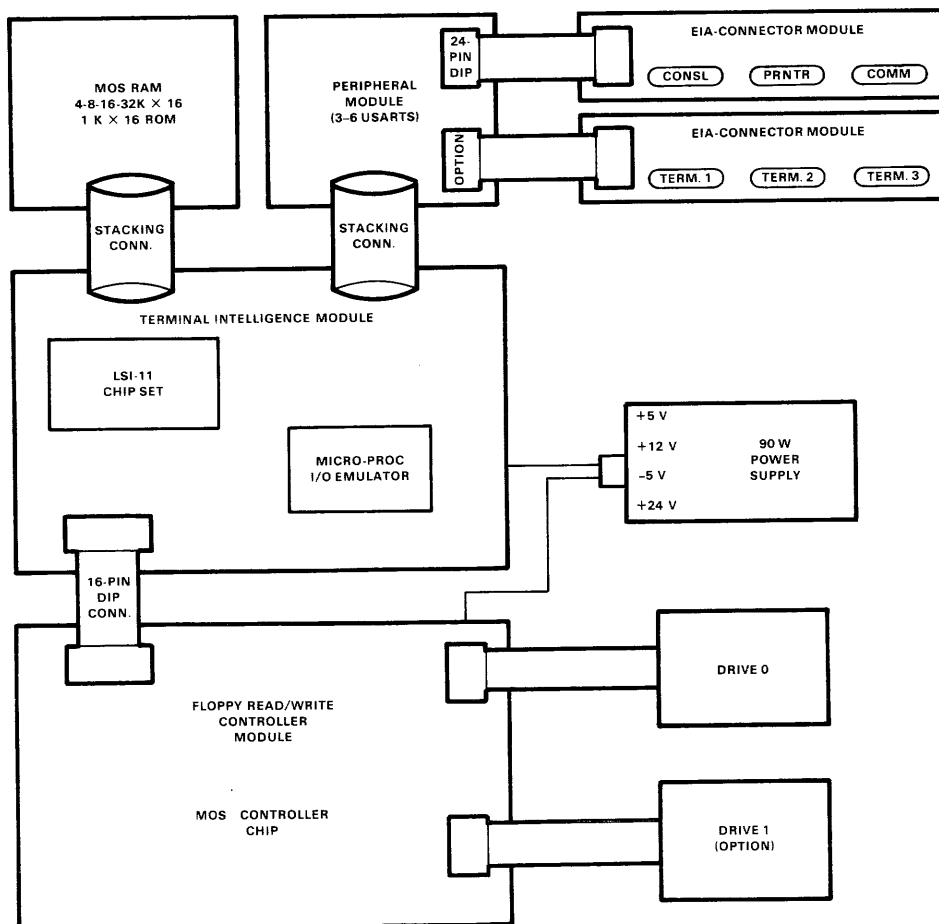 MOS RAM
4-8-16-32K × 16
1 K × 16 ROM
PERIPHERAL
MODULE
(3–6 USARTS)
24-
PIN
DIP
OPTION
EIA-CONNECTOR MODULE
CONSL
PRNTR
COMM
EIA-CONNECTOR MODULE
TERM. 1
TERM. 2
TERM. 3
STACKING
CONN.
STACKING
CONN.
TERMINAL INTELLIGENCE MODULE
LSI-11
CHIP SET
MICRO-PROC
I/O EMULATOR
+5 V
+12 V
–5 V
+24 V
90 W
POWER
SUPPLY
16-PIN
DIP
CONN.
FLOPPY READ/WRITE
CONTROLLER
MODULE
MOS CONTROLLER
CHIP
DRIVE 0
DRIVE 1
(OPTION)